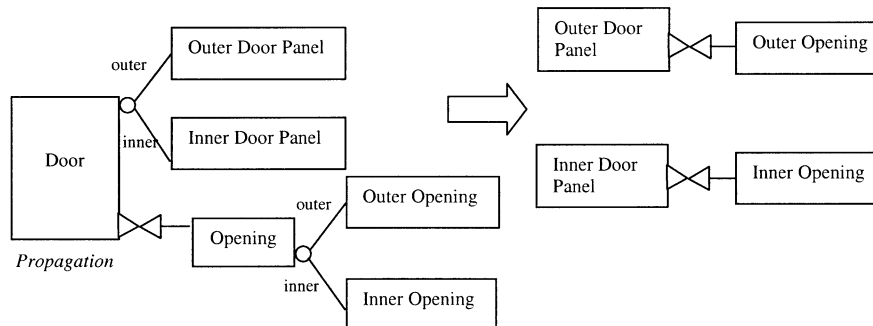 Outer Door Panel
outer
inner
Inner Door Panel
Door
Propagation
Opening
outer
inner
Outer Opening
Inner Opening
Outer Door
Panel
Outer Opening
Inner Door
Panel
Inner Opening